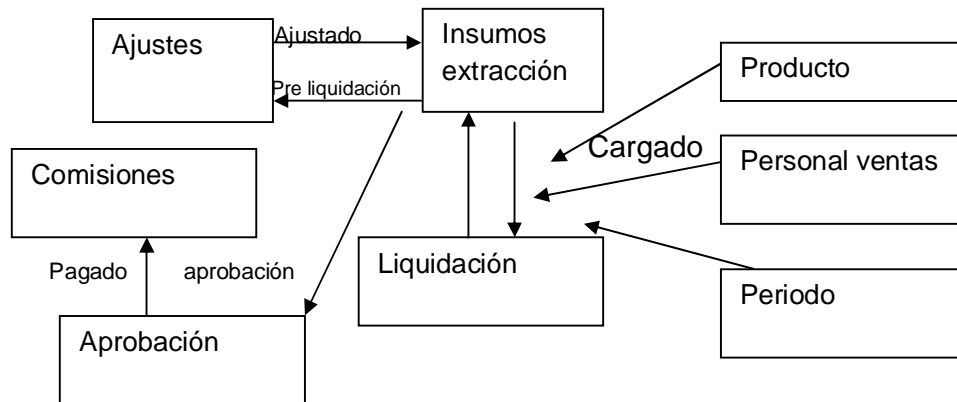 Ajustes
Ajustado
Insumos
extracción
Producto
Pre liquidación
Cargado
Personal ventas
Comisiones
Liquidación
Pagado
aprobación
Periodo
Aprobación